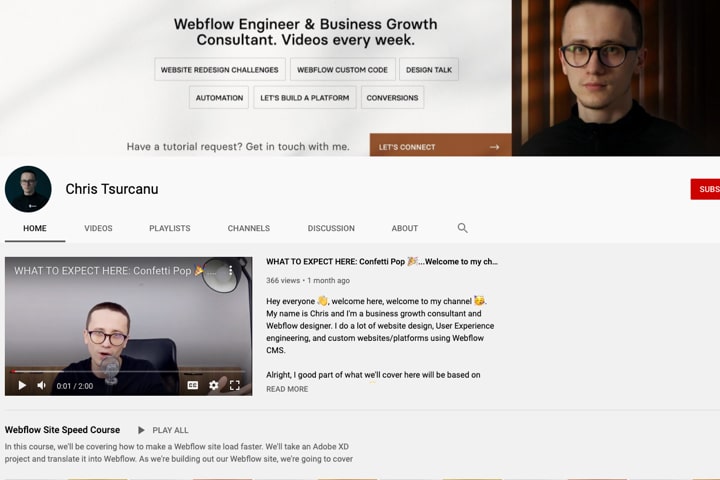 Webflow Engineer & Business Growth
Consultant. Videos every week.
WEBSITE REDESIGN CHALLENGES
WEBFLOW CUSTOM CODE
DESIGN TALK
AUTOMATION
LET'S BUILD A PLATFORM
CONVERSIONS
Have a tutorial request? Get in touch with me.
LET'S CONNECT →
Chris Tsurcanu
SUBS
HOME
VIDEOS
PLAYLISTS
CHANNELS
DISCUSSION
ABOUT
WHAT TO EXPECT HERE: Confetti Pop 🎉 ...
0:01 / 2:00
CC
WHAT TO EXPECT HERE: Confetti Pop 🎉...Welcome to my ch...
366 views • 1 month ago
Hey everyone 👋, welcome here, welcome to my channel 🥰.
My name is Chris and I'm a business growth consultant and
Webflow designer. I do a lot of website design, User Experience
engineering, and custom websites/platforms using Webflow
CMS.
Alright, I good part of what we'll cover here will be based on
READ MORE
Webflow Site Speed Course
PLAY ALL
In this course, we'll be covering how to make a Webflow site load faster. We'll take an Adobe XD
project and translate it into Webflow. As we're building out our Webflow site, we're going to cover